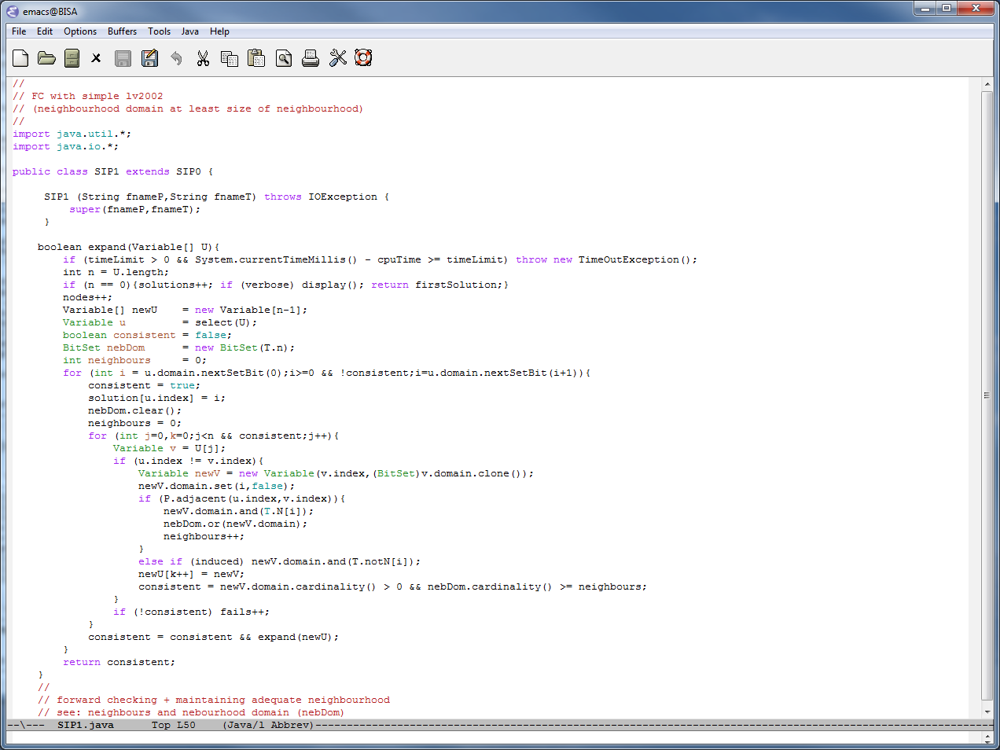 emacs@BISA
File Edit Options Buffers Tools Java Help
//
// FC with simple lv2002
// (neighbourhood domain at least size of neighbourhood)
//
import java.util.*;
import java.io.*;
public class SIP1 extends SIP0 {
SIP1 (String fnameP,String fnameT) throws IOException {
super(fnameP,fnameT);
}
boolean expand(Variable[] U){
if (timeLimit > 0 && System.currentTimeMillis() - cpuTime >= timeLimit) throw new TimeOutException();
int n = U.length;
if (n == 0){solutions++; if (verbose) display(); return firstSolution;}
nodes++;
Variable[] newU    = new Variable[n-1];
Variable u         = select(U);
boolean consistent = false;
BitSet nebDom      = new BitSet(T.n);
int neighbours     = 0;
for (int i = u.domain.nextSetBit(0);i>=0 && !consistent;i=u.domain.nextSetBit(i+1)){
consistent = true;
solution[u.index] = i;
nebDom.clear();
neighbours = 0;
for (int j=0,k=0;j<n && consistent;j++){
Variable v = U[j];
if (u.index != v.index){
Variable newV = new Variable(v.index,(BitSet)v.domain.clone());
newV.domain.set(i,false);
if (P.adjacent(u.index,v.index)){
newV.domain.and(T.N[i]);
nebDom.or(newV.domain);
neighbours++;
}
else if (induced) newV.domain.and(T.notN[i]);
newU[k++] = newV;
consistent = newV.domain.cardinality() > 0 && nebDom.cardinality() >= neighbours;
}
if (!consistent) fails++;
}
consistent = consistent && expand(newU);
}
return consistent;
}
//
// forward checking + maintaining adequate neighbourhood
// see: neighbours and nebourhood domain (nebDom)
--\--- SIP1.java Top L50 (Java/l Abbrev)----------------------------------------